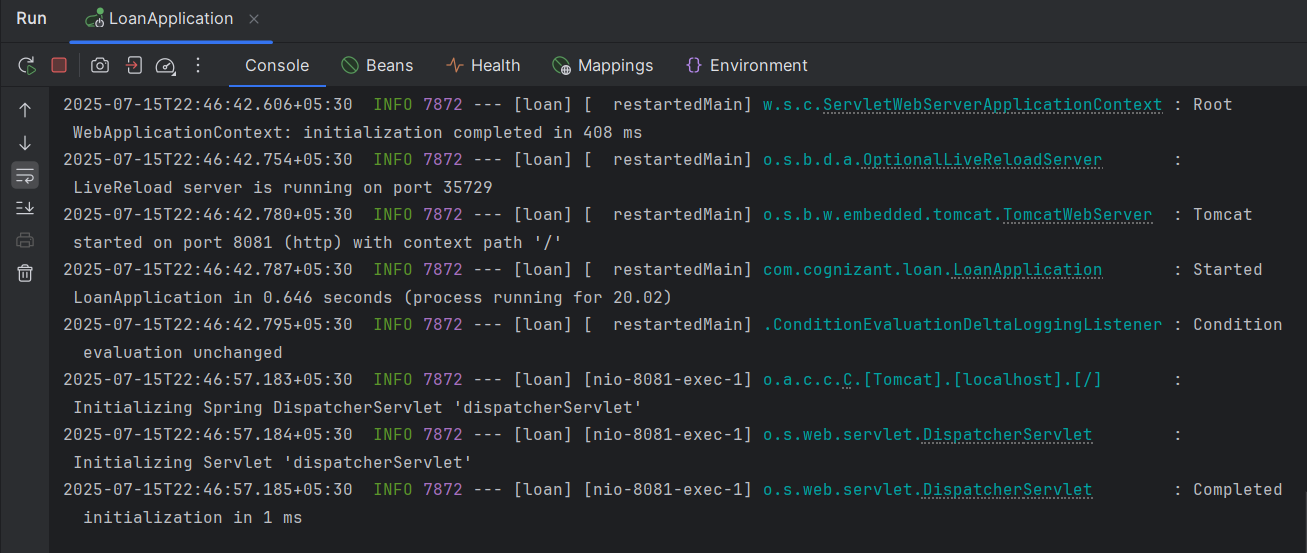 Run LoanApplication
Console Beans Health Mappings Environment
2025-07-15T22:46:42.606+05:30  INFO 7872 --- [loan] [  restartedMain] w.s.c.ServletWebServerApplicationContext : Root
WebApplicationContext: initialization completed in 408 ms
2025-07-15T22:46:42.754+05:30  INFO 7872 --- [loan] [  restartedMain] o.s.b.d.a.OptionalLiveReloadServer       :
LiveReload server is running on port 35729
2025-07-15T22:46:42.780+05:30  INFO 7872 --- [loan] [  restartedMain] o.s.b.w.embedded.tomcat.TomcatWebServer  : Tomcat
started on port 8081 (http) with context path '/'
2025-07-15T22:46:42.787+05:30  INFO 7872 --- [loan] [  restartedMain] com.cognizant.loan.LoanApplication       : Started
LoanApplication in 0.646 seconds (process running for 20.02)
2025-07-15T22:46:42.795+05:30  INFO 7872 --- [loan] [  restartedMain] .ConditionEvaluationDeltaLoggingListener : Condition
evaluation unchanged
2025-07-15T22:46:57.183+05:30  INFO 7872 --- [loan] [nio-8081-exec-1] o.a.c.c.C.[Tomcat].[localhost].[/]       :
Initializing Spring DispatcherServlet 'dispatcherServlet'
2025-07-15T22:46:57.184+05:30  INFO 7872 --- [loan] [nio-8081-exec-1] o.s.web.servlet.DispatcherServlet        :
Initializing Servlet 'dispatcherServlet'
2025-07-15T22:46:57.185+05:30  INFO 7872 --- [loan] [nio-8081-exec-1] o.s.web.servlet.DispatcherServlet        : Completed
initialization in 1 ms